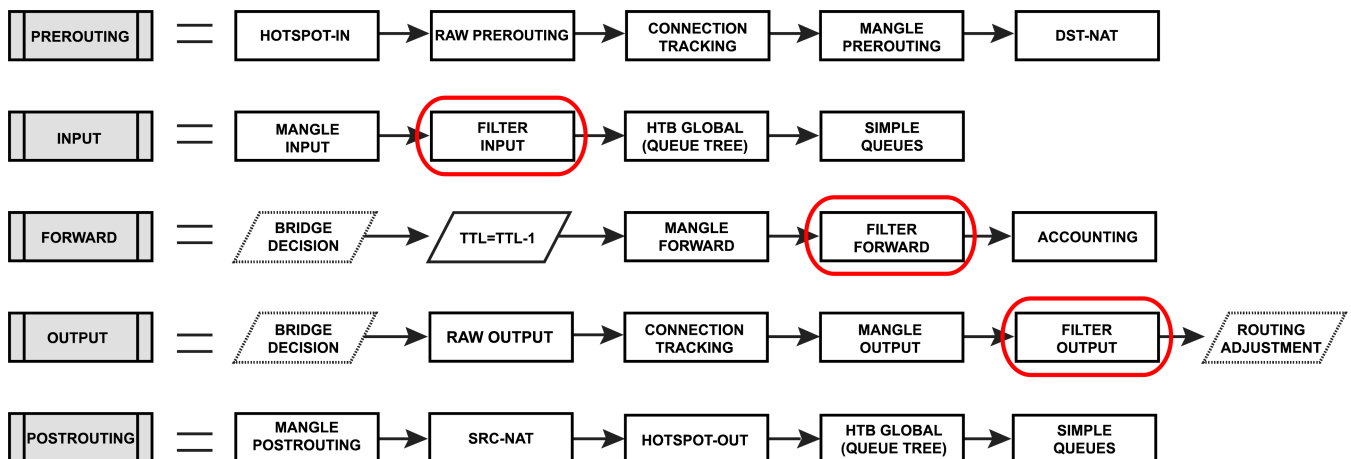 PREROUTING
HOTSPOT-IN
RAW PREROUTING
CONNECTION
TRACKING
MANGLE
PREROUTING
DST-NAT
INPUT
MANGLE
INPUT
FILTER
INPUT
HTB GLOBAL
(QUEUE TREE)
SIMPLE
QUEUES
FORWARD
BRIDGE
DECISION
TTL=TTL-1
MANGLE
FORWARD
FILTER
FORWARD
ACCOUNTING
OUTPUT
BRIDGE
DECISION
RAW OUTPUT
CONNECTION
TRACKING
MANGLE
OUTPUT
FILTER
OUTPUT
ROUTING
ADJUSTMENT
POSTROUTING
MANGLE
POSTROUTING
SRC-NAT
HOTSPOT-OUT
HTB GLOBAL
(QUEUE TREE)
SIMPLE
QUEUES